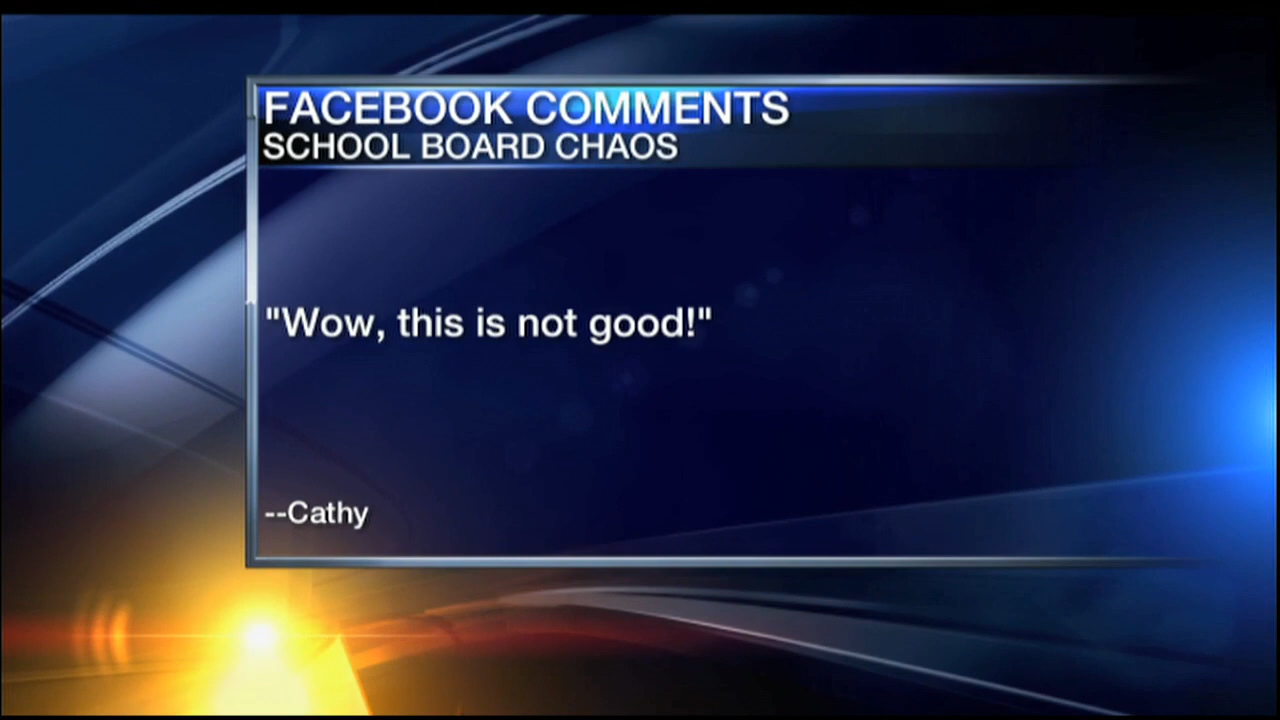 FACEBOOK COMMENTS
SCHOOL BOARD CHAOS
"Wow, this is not good!"
--Cathy